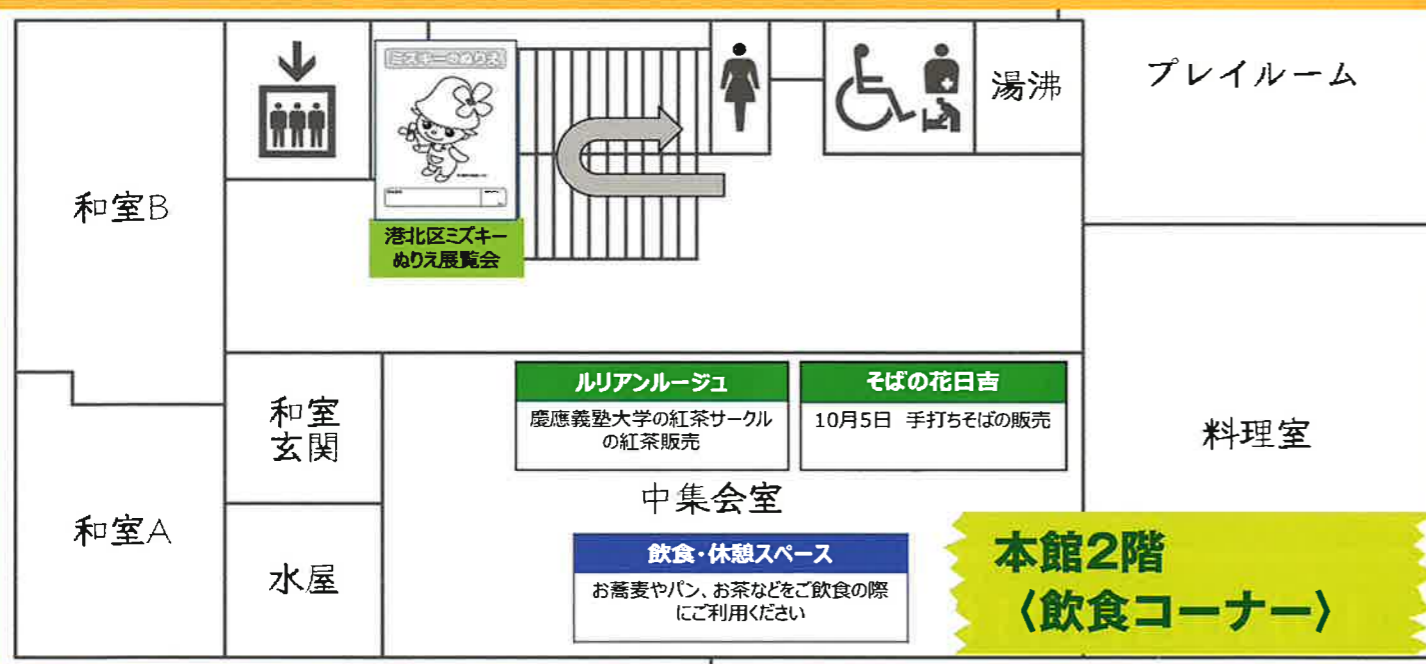 ミズキーのぬりえ
湯沸
プレイルーム
和室B
港北区ミズキー
ぬりえ展覧会
ルリアンルージュ
慶應義塾大学の紅茶サークル
の紅茶販売
そばの花日吉
10月5日 手打ちそばの販売
和室
玄関
料理室
中集会室
和室A
水屋
飲食・休憩スペース
お蕎麦やパン、お茶などをご飲食の際
にご利用ください
本館2階
〈飲食コーナー〉